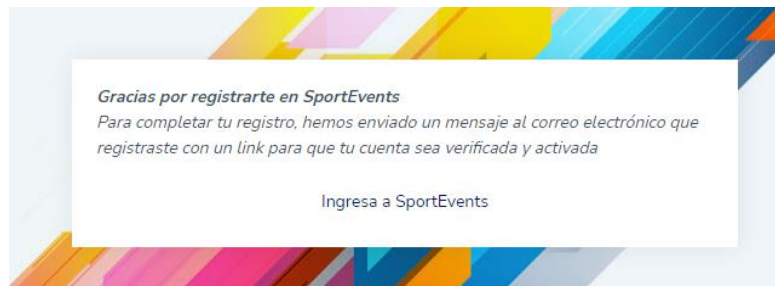 Gracias por registrarte en SportEvents
Para completar tu registro, hemos enviado un mensaje al correo electrónico que
registraste con un link para que tu cuenta sea verificada y activada
Ingresa a SportEvents